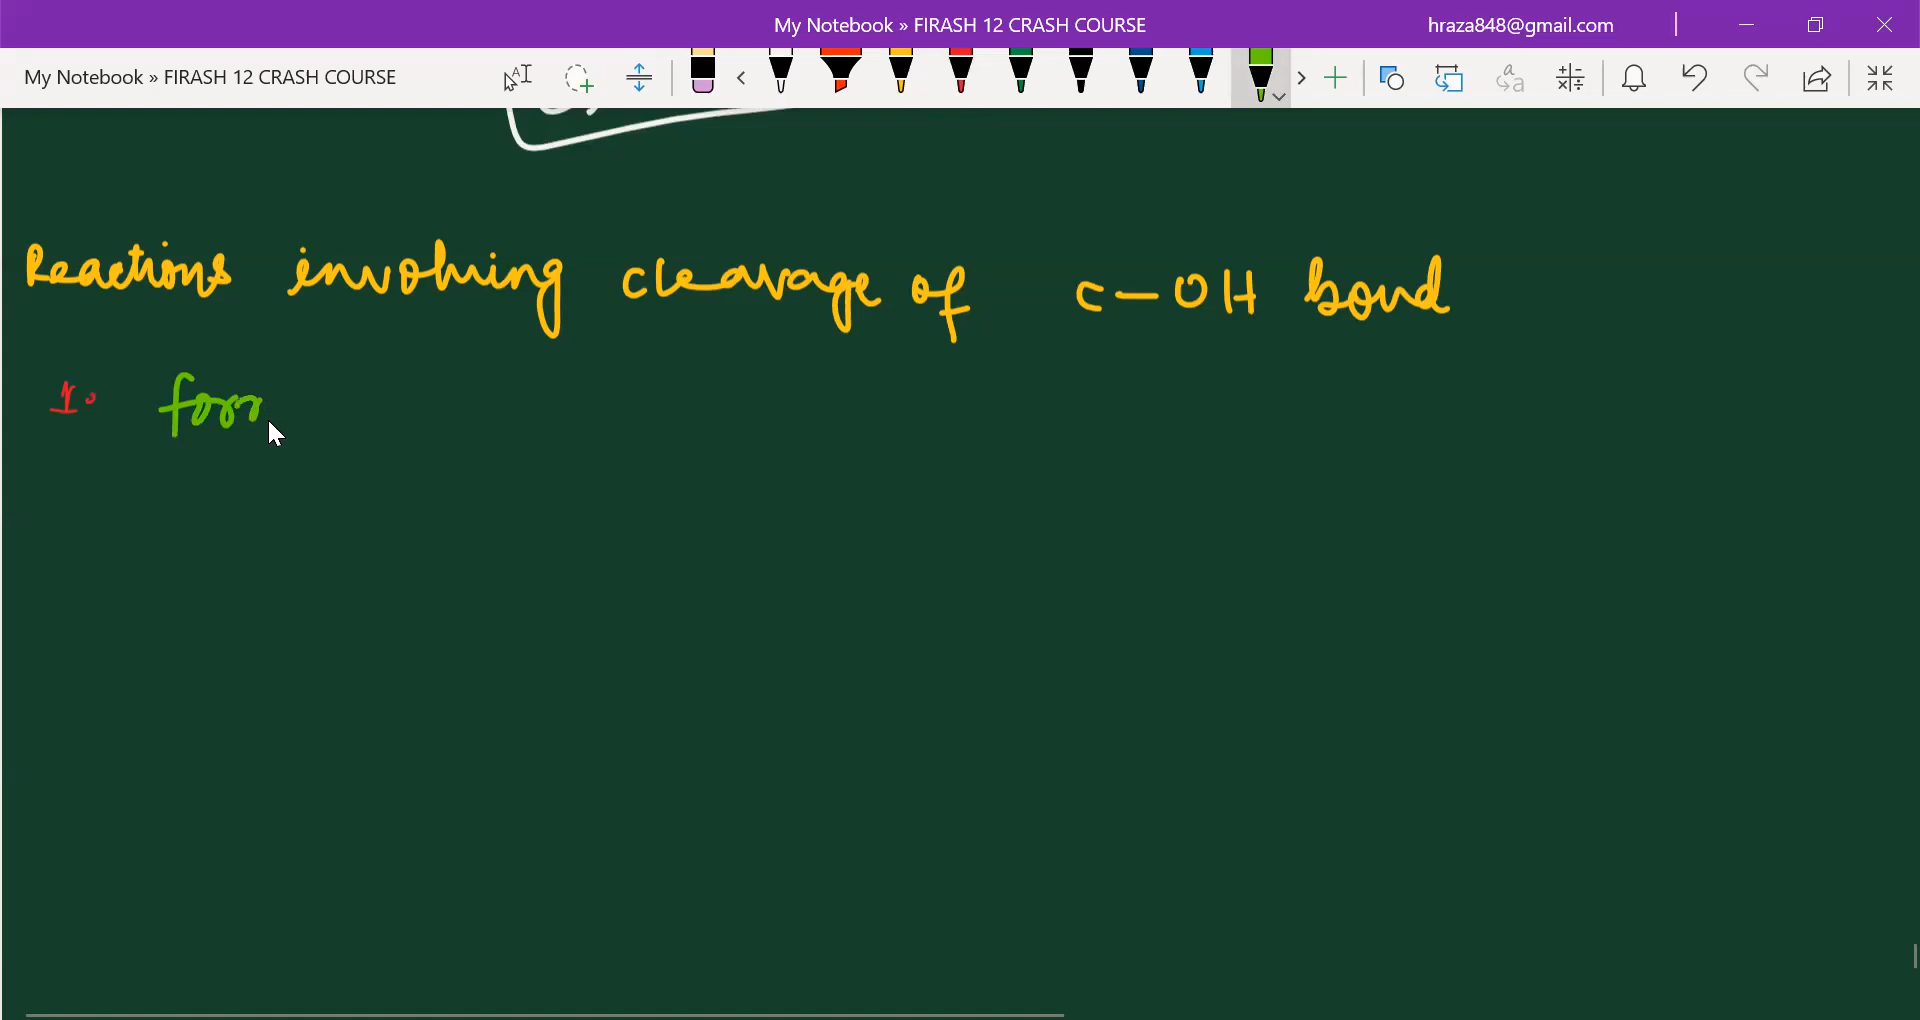 My Notebook » FIRASH 12 CRASH COURSE
hraza848@gmail.com
My Notebook » FIRASH 12 CRASH COURSE
Reactions involving cleavage of C-OH bond
1. form